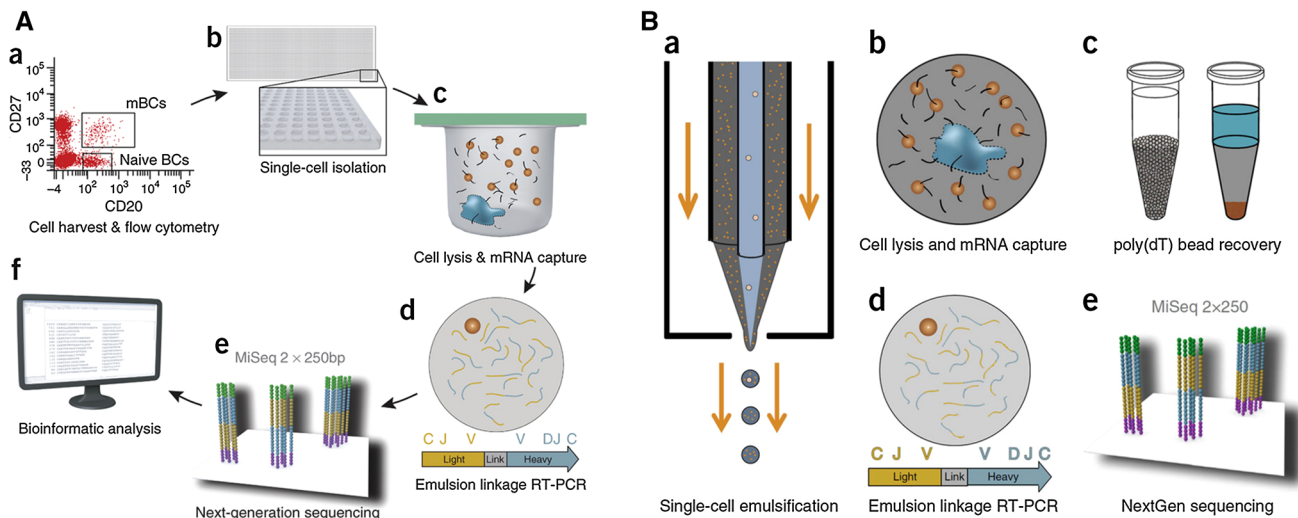 A
a
CD27
10⁵
10⁴
10³
10²
0
−33
mBCs
Naive BCs
−4
10²
10³
10⁴
10⁵
CD20
Cell harvest & flow cytometry
b
Single-cell isolation
c
Cell lysis & mRNA capture
d
C J V V DJ C
Light Link Heavy
Emulsion linkage RT-PCR
e
MiSeq 2 × 250bp
Next-generation sequencing
f
Bioinformatic analysis
B
a
Single-cell emulsification
b
Cell lysis and mRNA capture
c
poly(dT) bead recovery
d
C J V V D J C
Light Link Heavy
Emulsion linkage RT-PCR
e
MiSeq 2×250
NextGen sequencing